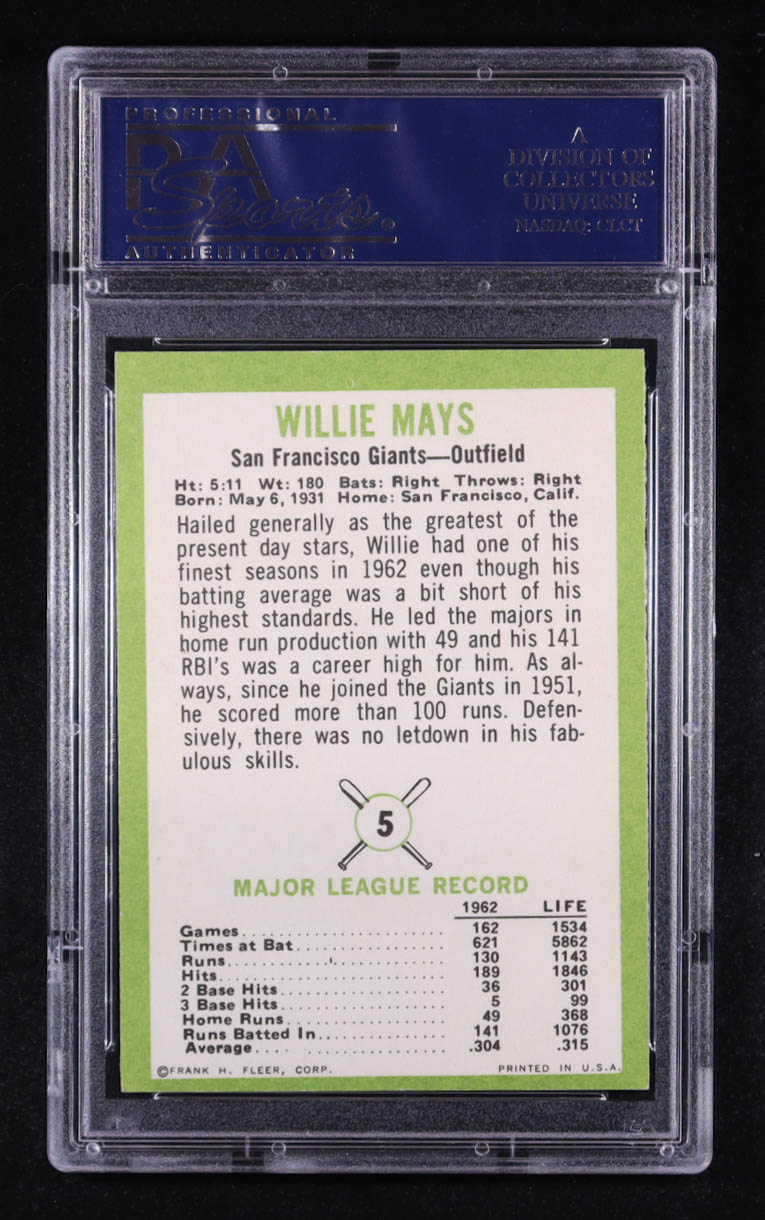 PROFESSIONAL
PSA
Sports.
AUTHENTICATOR
A
DIVISION OF
COLLECTORS
UNIVERSE
NASDAQ: CLCT
WILLIE MAYS
San Francisco Giants—Outfield
Ht: 5:11 Wt: 180 Bats: Right Throws: Right
Born: May 6, 1931 Home: San Francisco, Calif.
Hailed generally as the greatest of the
present day stars, Willie had one of his
finest seasons in 1962 even though his
batting average was a bit short of his
highest standards. He led the majors in
home run production with 49 and his 141
RBI's was a career high for him. As al-
ways, since he joined the Giants in 1951,
he scored more than 100 runs. Defen-
sively, there was no letdown in his fab-
ulous skills.
5
MAJOR LEAGUE RECORD
1962 LIFE
Games 162 1534
Times at Bat 621 5862
Runs 130 1143
Hits 189 1846
2 Base Hits 36 301
3 Base Hits 5 99
Home Runs 49 368
Runs Batted In 141 1076
Average .304 .315
©FRANK H. FLEER, CORP. PRINTED IN U.S.A.